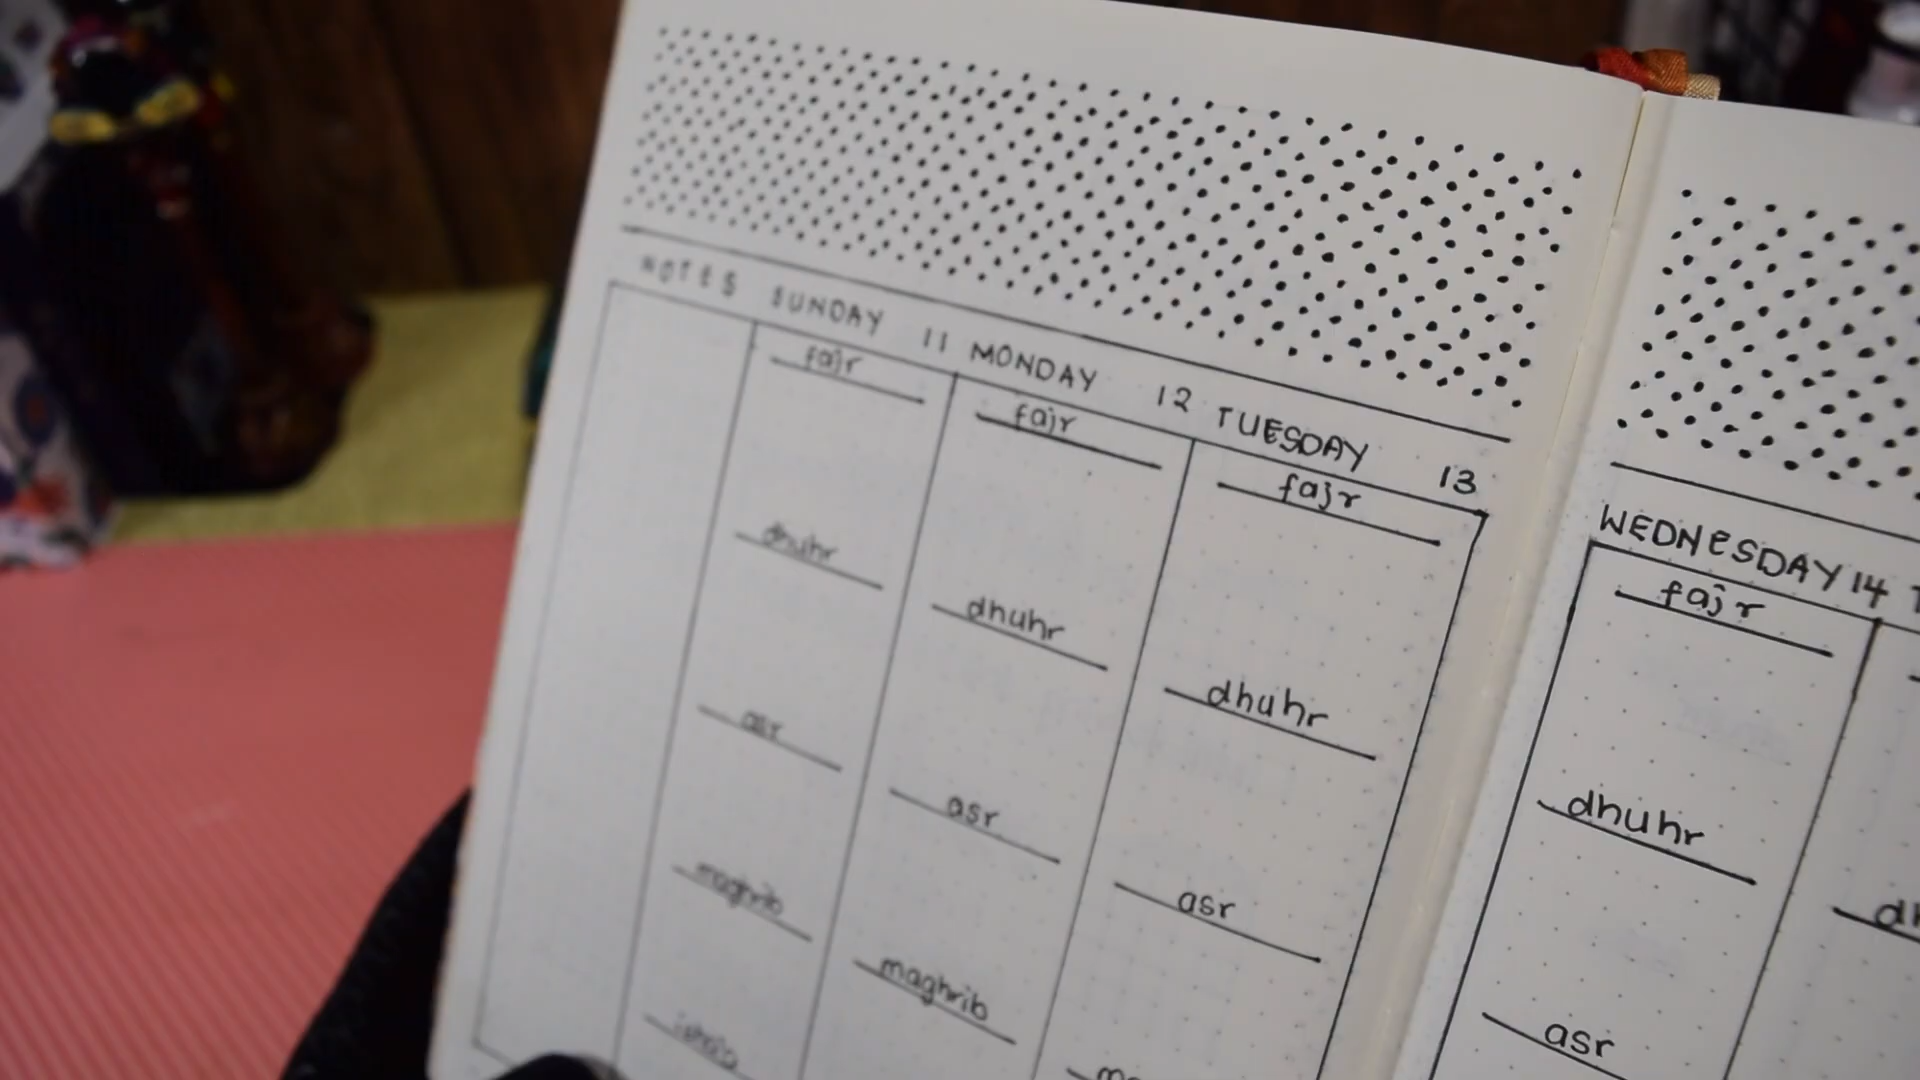 NOTES SUNDAY 11 MONDAY 12 TUESDAY 13
fajr fajr fajr
dhuhr dhuhr dhuhr
asr asr asr
maghrib maghrib
WEDNESDAY 14
fajr
dhuhr
asr